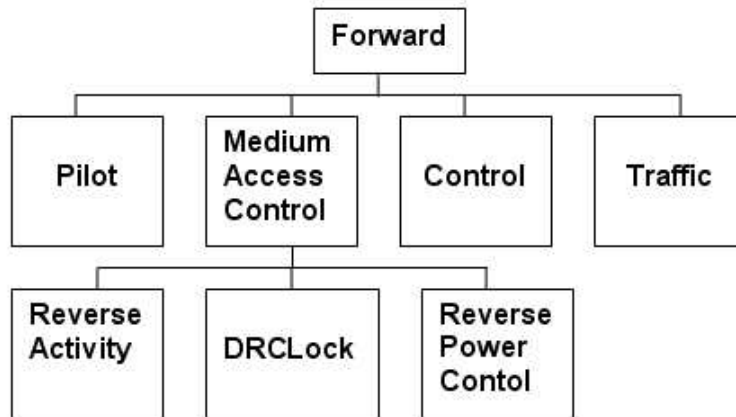 Forward
Pilot
Medium
Access
Control
Control
Traffic
Reverse
Activity
DRCLock
Reverse
Power
Contol